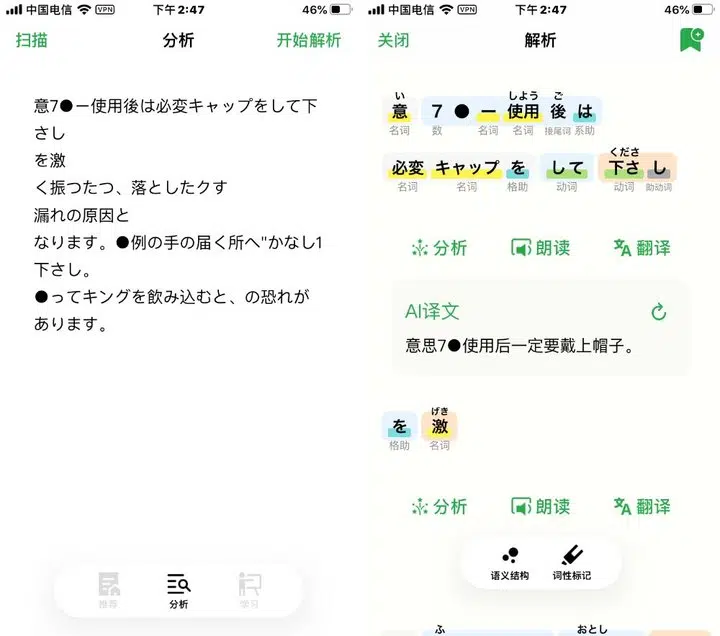 中国电信 VPN 下午2:47 46%
扫描 分析 开始解析
意7●ー使用後は必変キャップをして下
さし
を激
く振つたつ、落としたクす
漏れの原因と
なります。●例の手の届く所へ"かなし1
下さし。
●ってキングを飲み込むと、の恐れが
あります。
推荐 分析 学习
中国电信 VPN 下午2:47 46%
关闭 解析
い しよう ご
意 7 ● ー 使用 後 は
名词 数 名词 名词 接尾词 系助
くださ
必変 キャップ を して 下さ し
名词 名词 格助 动词 动词 助动词
分析 朗读 翻译
AI译文
意思7●使用后一定要戴上帽子。
げき
を 激
格助 名词
分析 朗读 翻译
语义结构 词性标记
ふ おとし